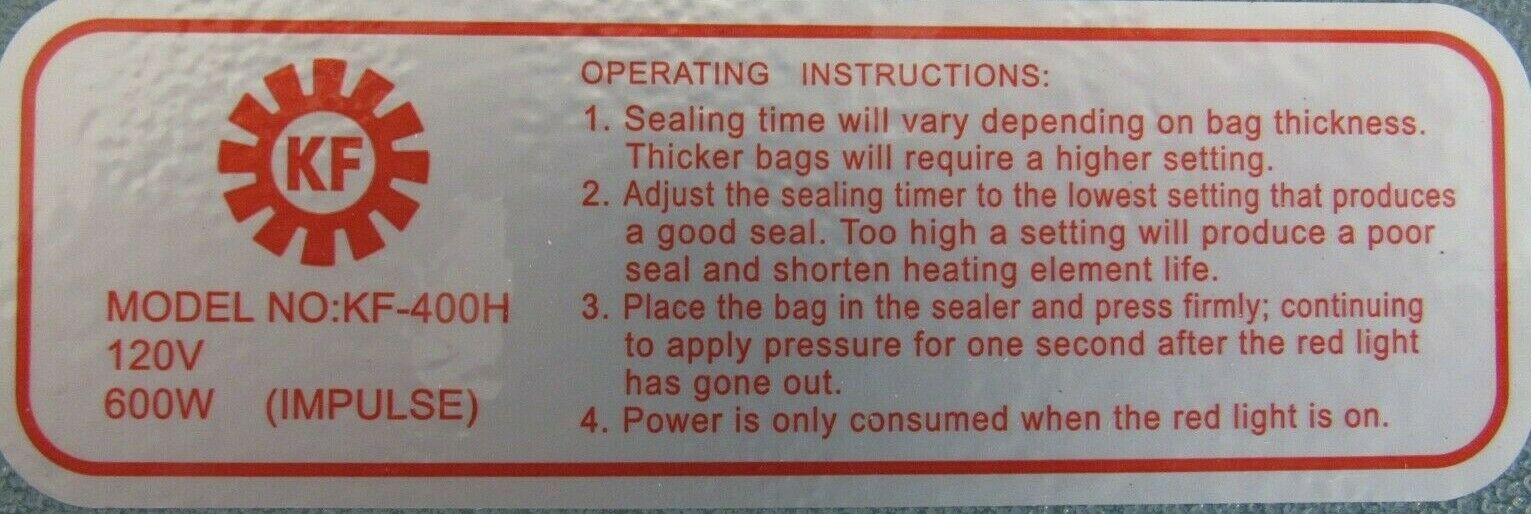 KF
MODEL NO:KF-400H
120V
600W (IMPULSE)
OPERATING INSTRUCTIONS:
1. Sealing time will vary depending on bag thickness.
Thicker bags will require a higher setting.
2. Adjust the sealing timer to the lowest setting that produces
a good seal. Too high a setting will produce a poor
seal and shorten heating element life.
3. Place the bag in the sealer and press firmly; continuing
to apply pressure for one second after the red light
has gone out.
4. Power is only consumed when the red light is on.